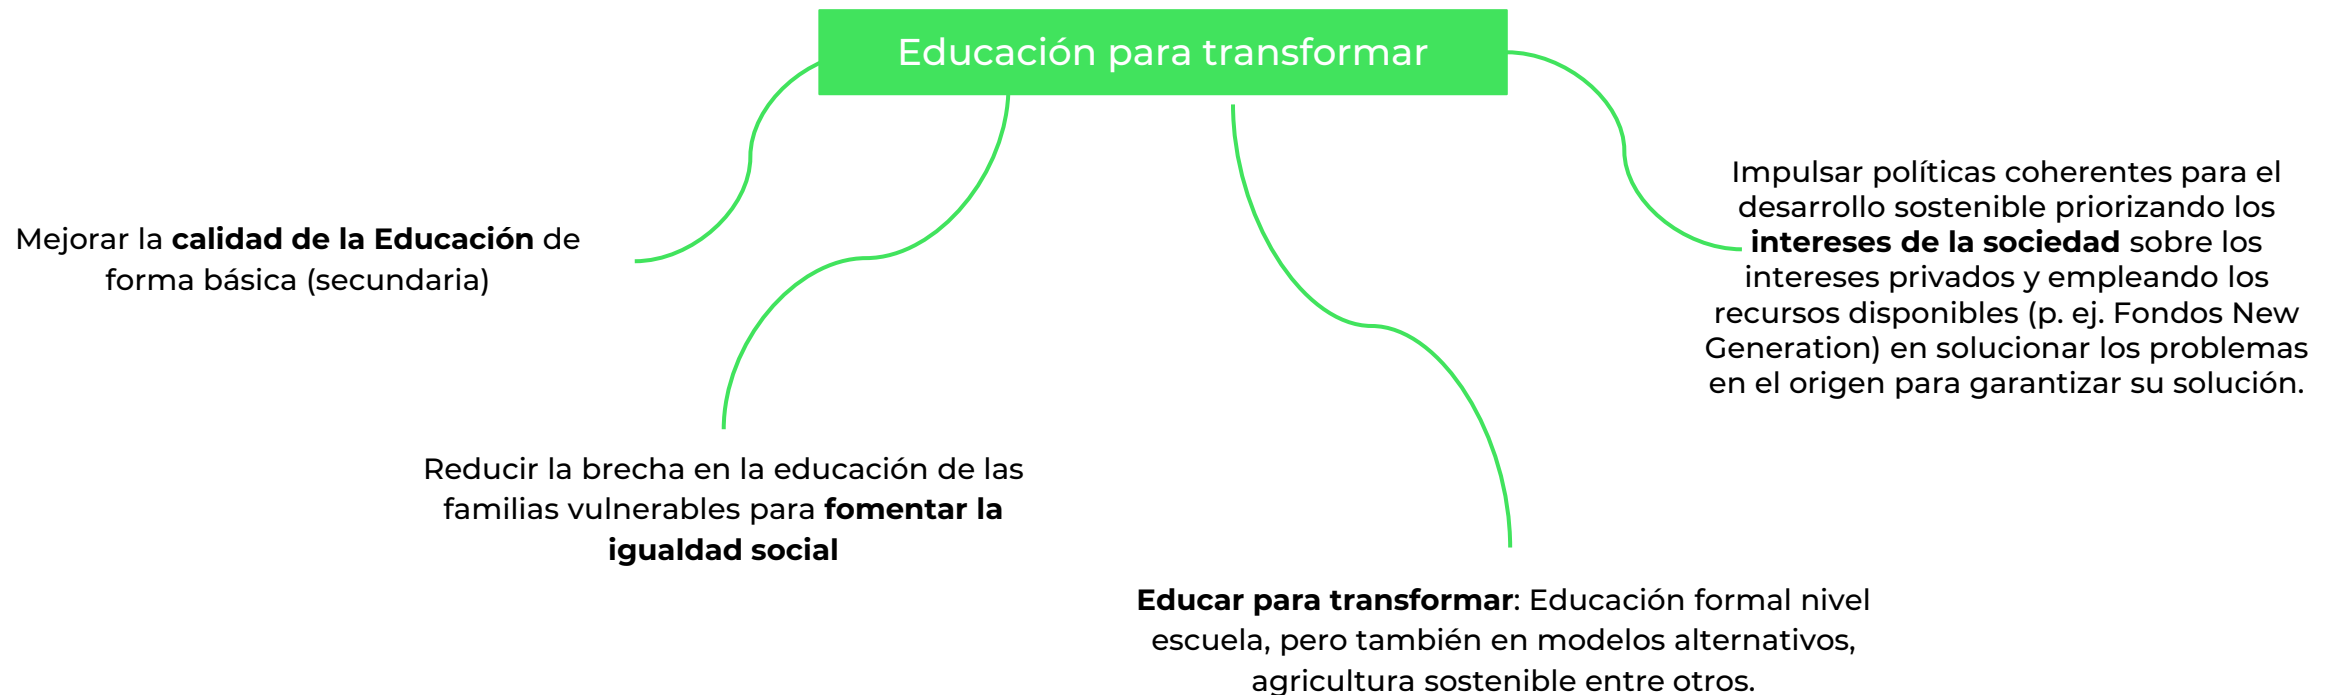 Educación para transformar
Mejorar la calidad de la Educación de
forma básica (secundaria)
Reducir la brecha en la educación de las
familias vulnerables para fomentar la
igualdad social
Educar para transformar: Educación formal nivel
escuela, pero también en modelos alternativos,
agricultura sostenible entre otros.
Impulsar políticas coherentes para el
desarrollo sostenible priorizando los
intereses de la sociedad sobre los
intereses privados y empleando los
recursos disponibles (p. ej. Fondos New
Generation) en solucionar los problemas
en el origen para garantizar su solución.